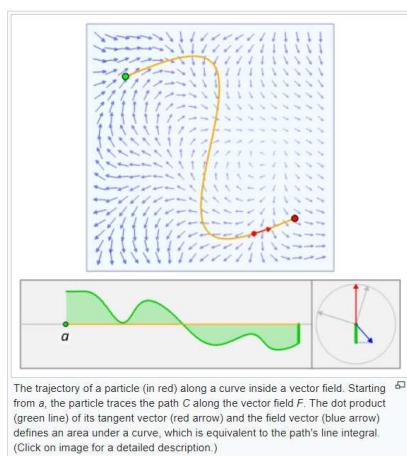 a
The trajectory of a particle (in red) along a curve inside a vector field. Starting
from a, the particle traces the path C along the vector field F. The dot product
(green line) of its tangent vector (red arrow) and the field vector (blue arrow)
defines an area under a curve, which is equivalent to the path's line integral.
(Click on image for a detailed description.)